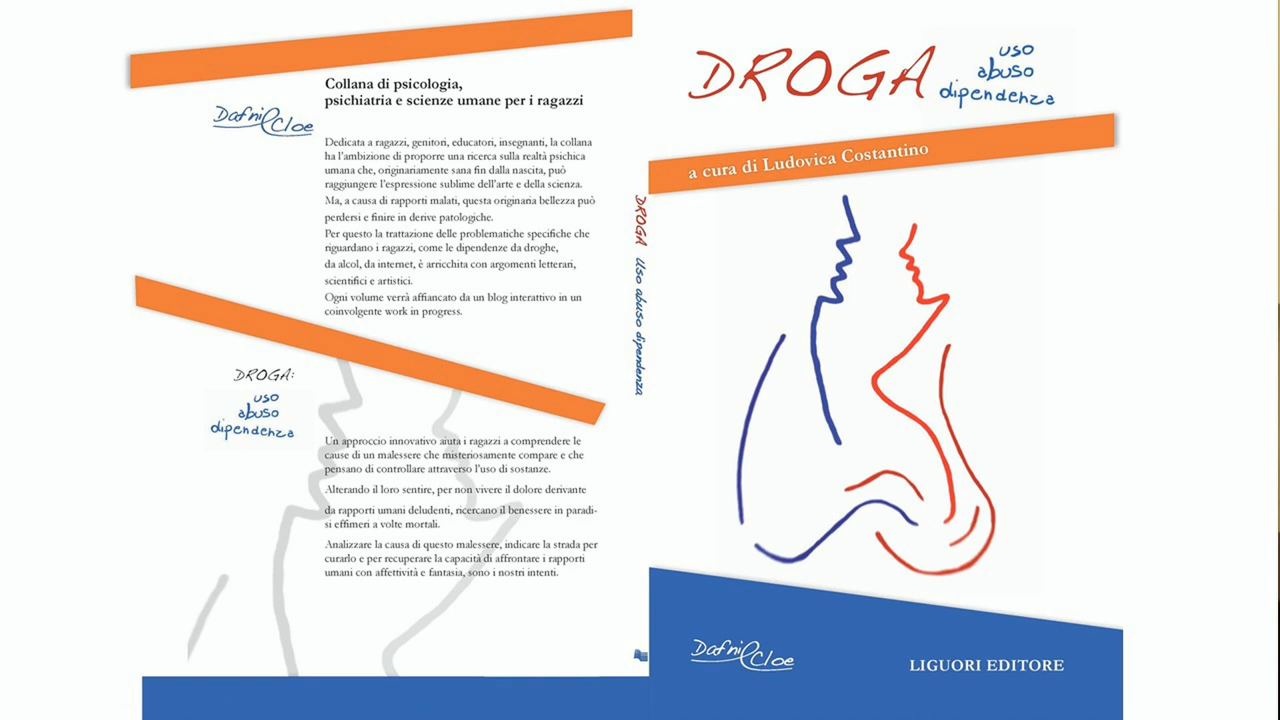 Collana di psicologia,
psichiatria e scienze umane per i ragazzi
Dafni e Cloe
Dedicata a ragazzi, genitori, educatori, insegnanti, la collana
ha l'ambizione di proporre una ricerca sulla realtà psichica
umana che, originariamente sana fin dalla nascita, può
raggiungere l'espressione sublime dell'arte e della scienza.
Ma, a causa di rapporti malati, questa originaria bellezza può
perdersi e finire in derive patologiche.
Per questo la trattazione delle problematiche specifiche che
riguardano i ragazzi, come le dipendenze da droghe,
da alcol, da internet, è arricchita con argomenti letterari,
scientifici e artistici.
Ogni volume verrà affiancato da un blog interattivo in un
coinvolgente work in progress.
DROGA:
uso
abuso
dipendenza
Un approccio innovativo aiuta i ragazzi a comprendere le
cause di un malessere che misteriosamente compare e che
pensano di controllare attraverso l'uso di sostanze.
Alterando il loro sentire, per non vivere il dolore derivante
da rapporti umani deludenti, ricercano il benessere in paradi-
si effimeri a volte mortali.
Analizzare la causa di questo malessere, indicare la strada per
curarlo e per recuperare la capacità di affrontare i rapporti
umani con affettività e fantasia, sono i nostri intenti.
DROGA Uso abuso dipendenza
DROGA
uso
abuso
dipendenza
a cura di Ludovica Costantino
Dafni e Cloe
LIGUORI EDITORE